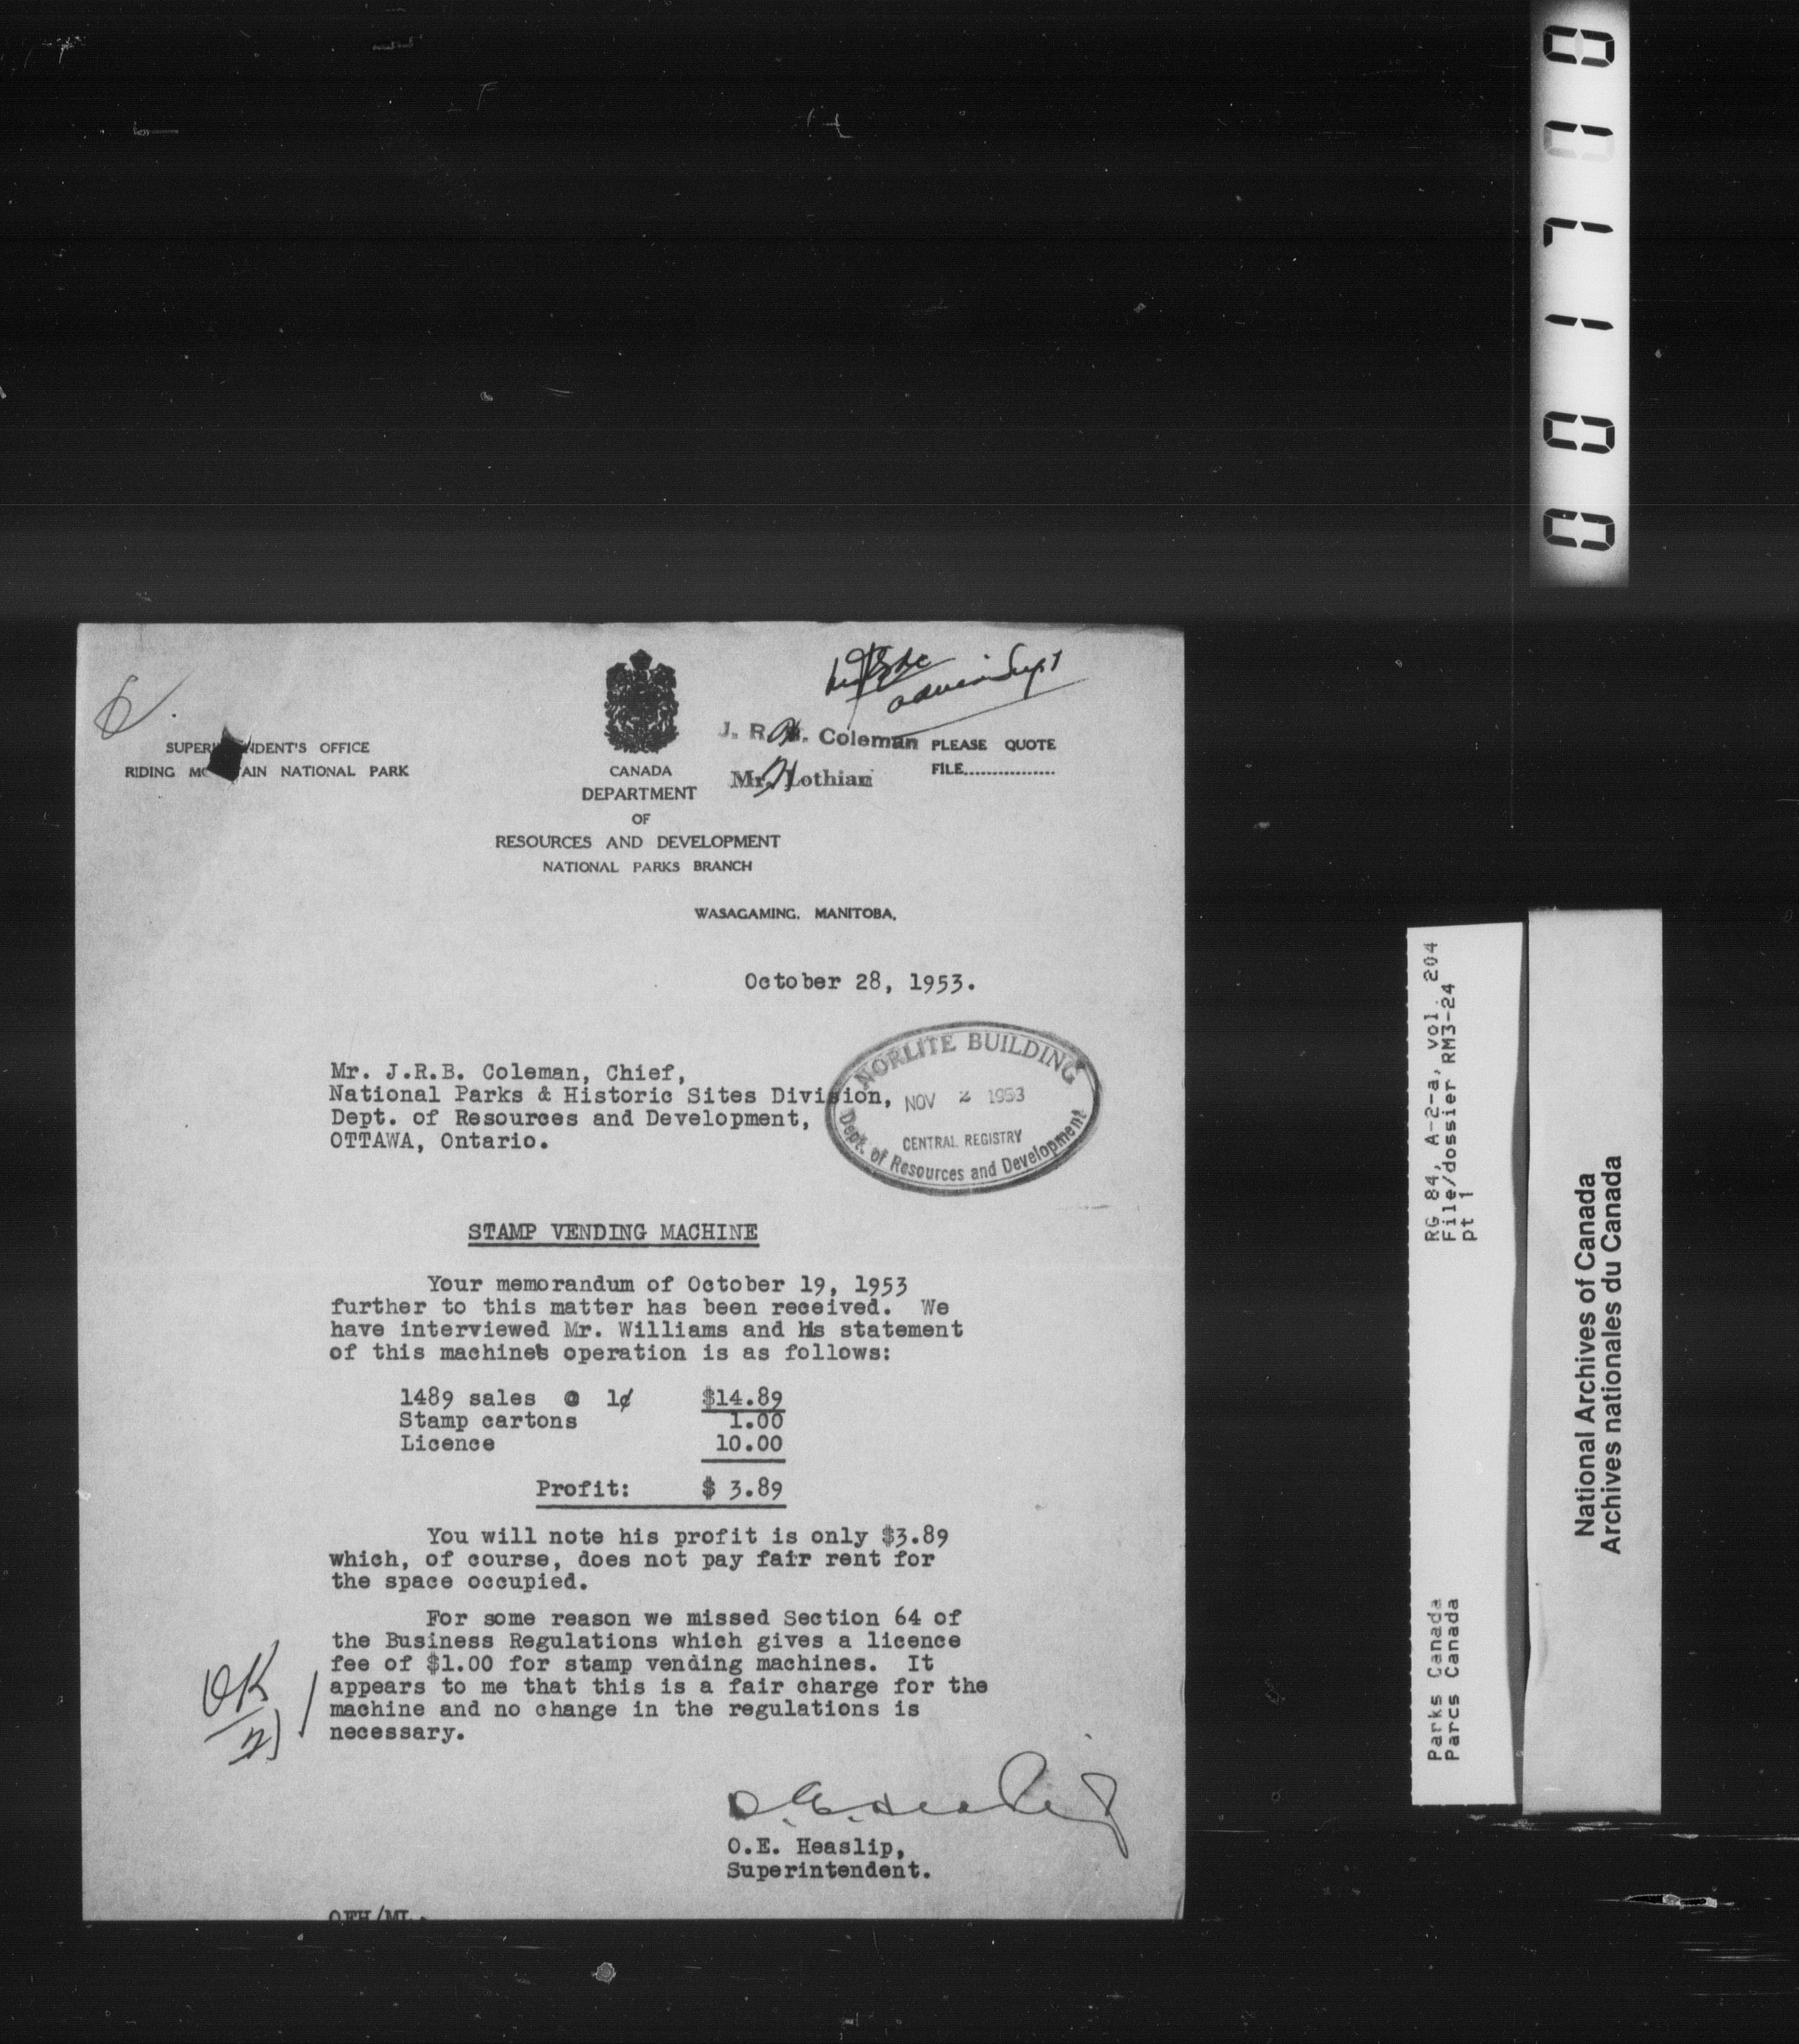 001700
SUPER NDENT'S OFFICE
RIDING MO AIN NATIONAL PARK
J. R. B. Coleman
Mr. Lothian
PLEASE QUOTE
FILE................
CANADA
DEPARTMENT
OF
RESOURCES AND DEVELOPMENT
NATIONAL PARKS BRANCH
WASAGAMING, MANITOBA,
October 28, 1953.
Mr. J.R.B. Coleman, Chief,
National Parks & Historic Sites Division,
Dept. of Resources and Development,
OTTAWA, Ontario.
NORLITE BUILDING
NOV 2 1953
CENTRAL REGISTRY
Dept. of Resources and Development
STAMP VENDING MACHINE
Your memorandum of October 19, 1953
further to this matter has been received. We
have interviewed Mr. Williams and his statement
of this machine's operation is as follows:
1489 sales @ 1¢ $14.89
Stamp cartons 1.00
Licence 10.00
Profit: $ 3.89
You will note his profit is only $3.89
which, of course, does not pay fair rent for
the space occupied.
For some reason we missed Section 64 of
the Business Regulations which gives a licence
fee of $1.00 for stamp vending machines. It
appears to me that this is a fair charge for the
machine and no change in the regulations is
necessary.
OK
O.E. Heaslip
O.E. Heaslip,
Superintendent.
OEH/ML.
RG 84, A-2-a, vol. 204
File/dossier RM3-24
pt 1
Parks Canada
Parcs Canada
National Archives of Canada
Archives nationales du Canada